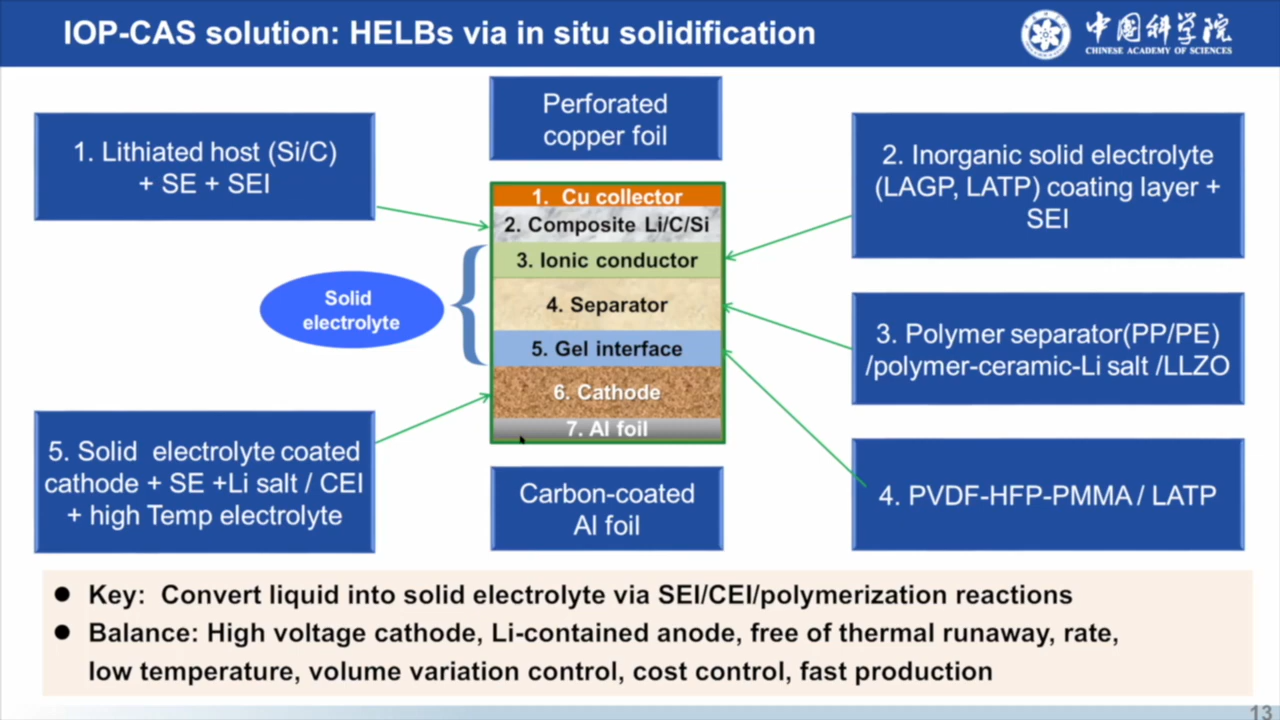 IOP-CAS solution: HELBs via in situ solidification
中国科学院
CHINESE ACADEMY OF SCIENCES
Perforated
copper foil
1. Lithiated host (Si/C)
+ SE + SEI
2. Inorganic solid electrolyte
(LAGP, LATP) coating layer +
SEI
1. Cu collector
2. Composite Li/C/Si
3. Ionic conductor
4. Separator
5. Gel interface
6. Cathode
7. Al foil
Solid
electrolyte
3. Polymer separator(PP/PE)
/polymer-ceramic-Li salt /LLZO
5. Solid electrolyte coated
cathode + SE +Li salt / CEI
+ high Temp electrolyte
Carbon-coated
Al foil
4. PVDF-HFP-PMMA / LATP
● Key: Convert liquid into solid electrolyte via SEI/CEI/polymerization reactions
● Balance: High voltage cathode, Li-contained anode, free of thermal runaway, rate,
low temperature, volume variation control, cost control, fast production
13